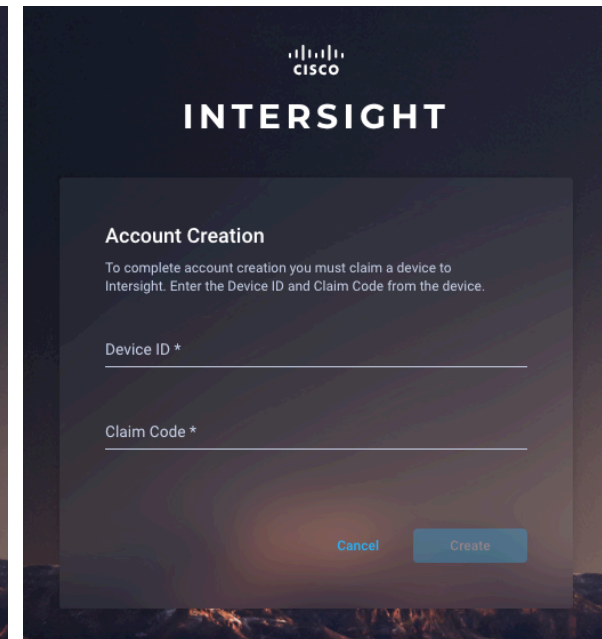 CISCO
INTERSIGHT
Account Creation
To complete account creation you must claim a device to
Intersight. Enter the Device ID and Claim Code from the device.
Device ID *
Claim Code *
Cancel
Create